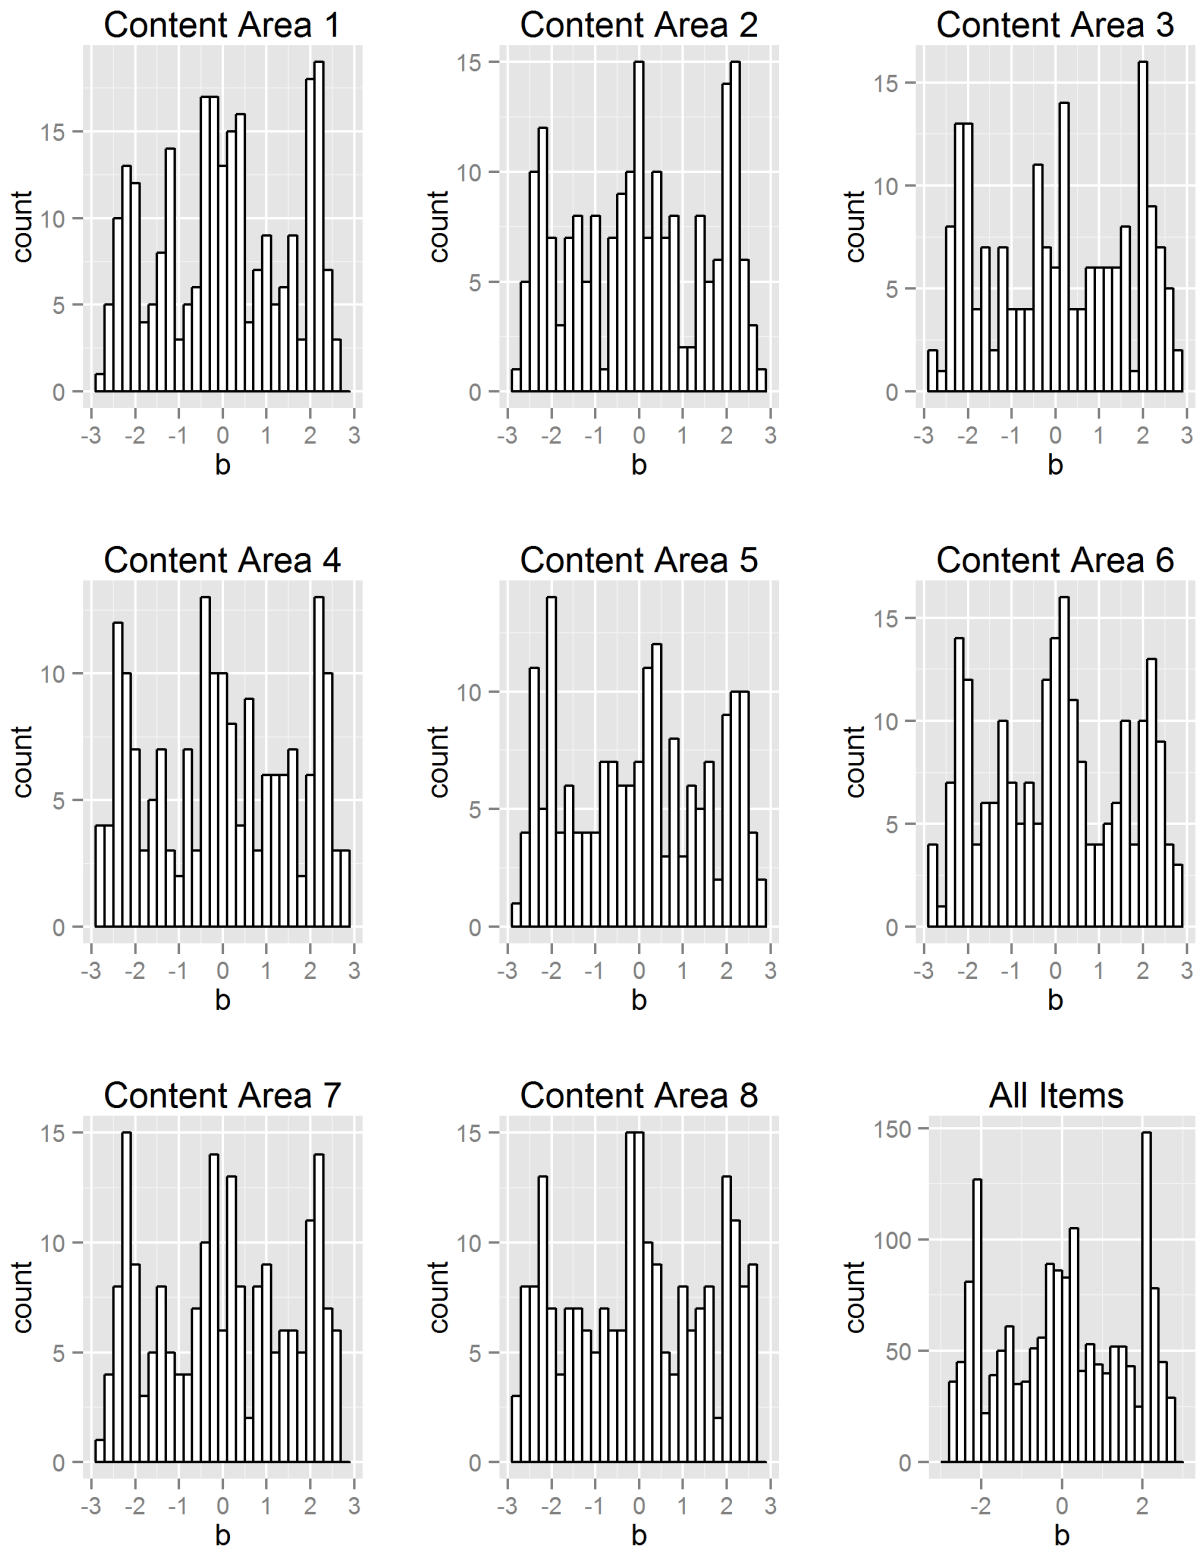 Content Area 1 Content Area 2 Content Area 3
15 10 5 0
count
-3 -2 -1 0 1 2 3
b
15 10 5 0
count
-3 -2 -1 0 1 2 3
b
15 10 5 0
count
-3 -2 -1 0 1 2 3
b
Content Area 4 Content Area 5 Content Area 6
10 5 0
count
-3 -2 -1 0 1 2 3
b
10 5 0
count
-3 -2 -1 0 1 2 3
b
15 10 5 0
count
-3 -2 -1 0 1 2 3
b
Content Area 7 Content Area 8 All Items
15 10 5 0
count
-3 -2 -1 0 1 2 3
b
15 10 5 0
count
-3 -2 -1 0 1 2 3
b
150 100 50 0
count
-2 0 2
b